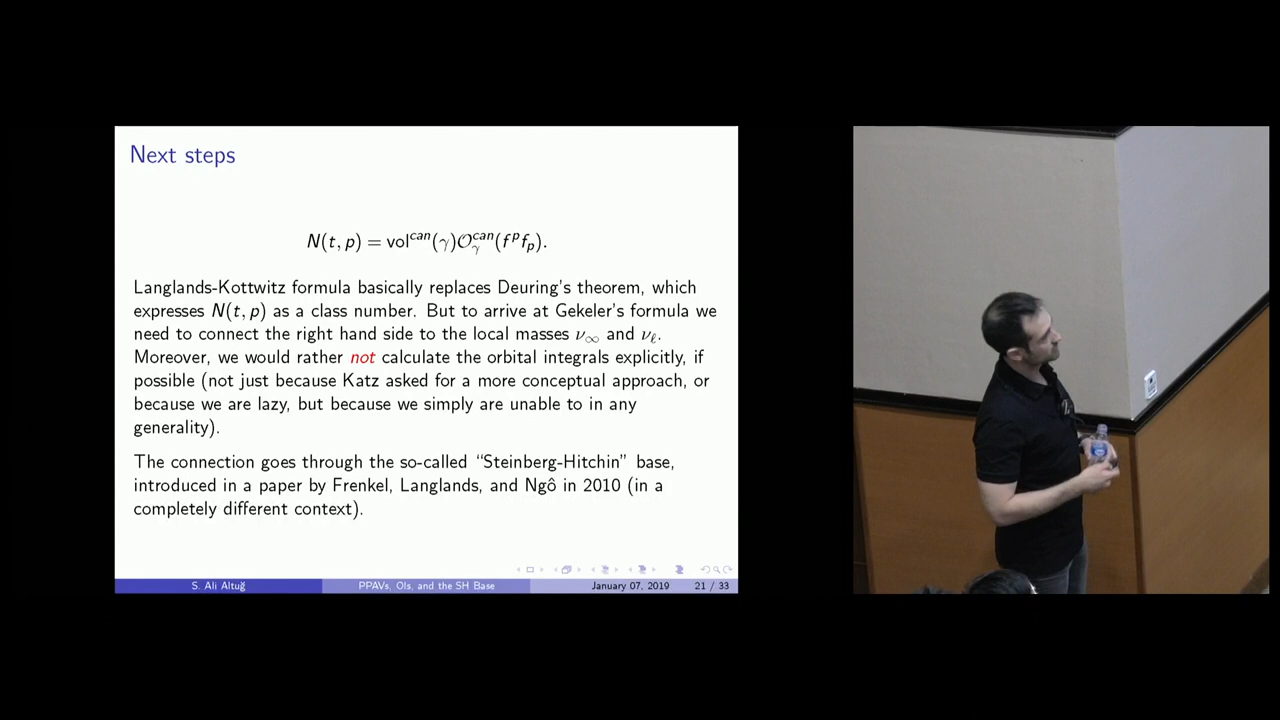 Next steps
N(t, p) = vol^{can}(γ)𝒪_γ^{can}(f^p f_p).
Langlands-Kottwitz formula basically replaces Deuring's theorem, which
expresses N(t, p) as a class number. But to arrive at Gekeler's formula we
need to connect the right hand side to the local masses ν_∞ and ν_ℓ.
Moreover, we would rather not calculate the orbital integrals explicitly, if
possible (not just because Katz asked for a more conceptual approach, or
because we are lazy, but because we simply are unable to in any
generality).
The connection goes through the so-called “Steinberg-Hitchin” base,
introduced in a paper by Frenkel, Langlands, and Ngô in 2010 (in a
completely different context).
S. Ali Altuğ PPAVs, OIs, and the SH Base January 07, 2019 21 / 33